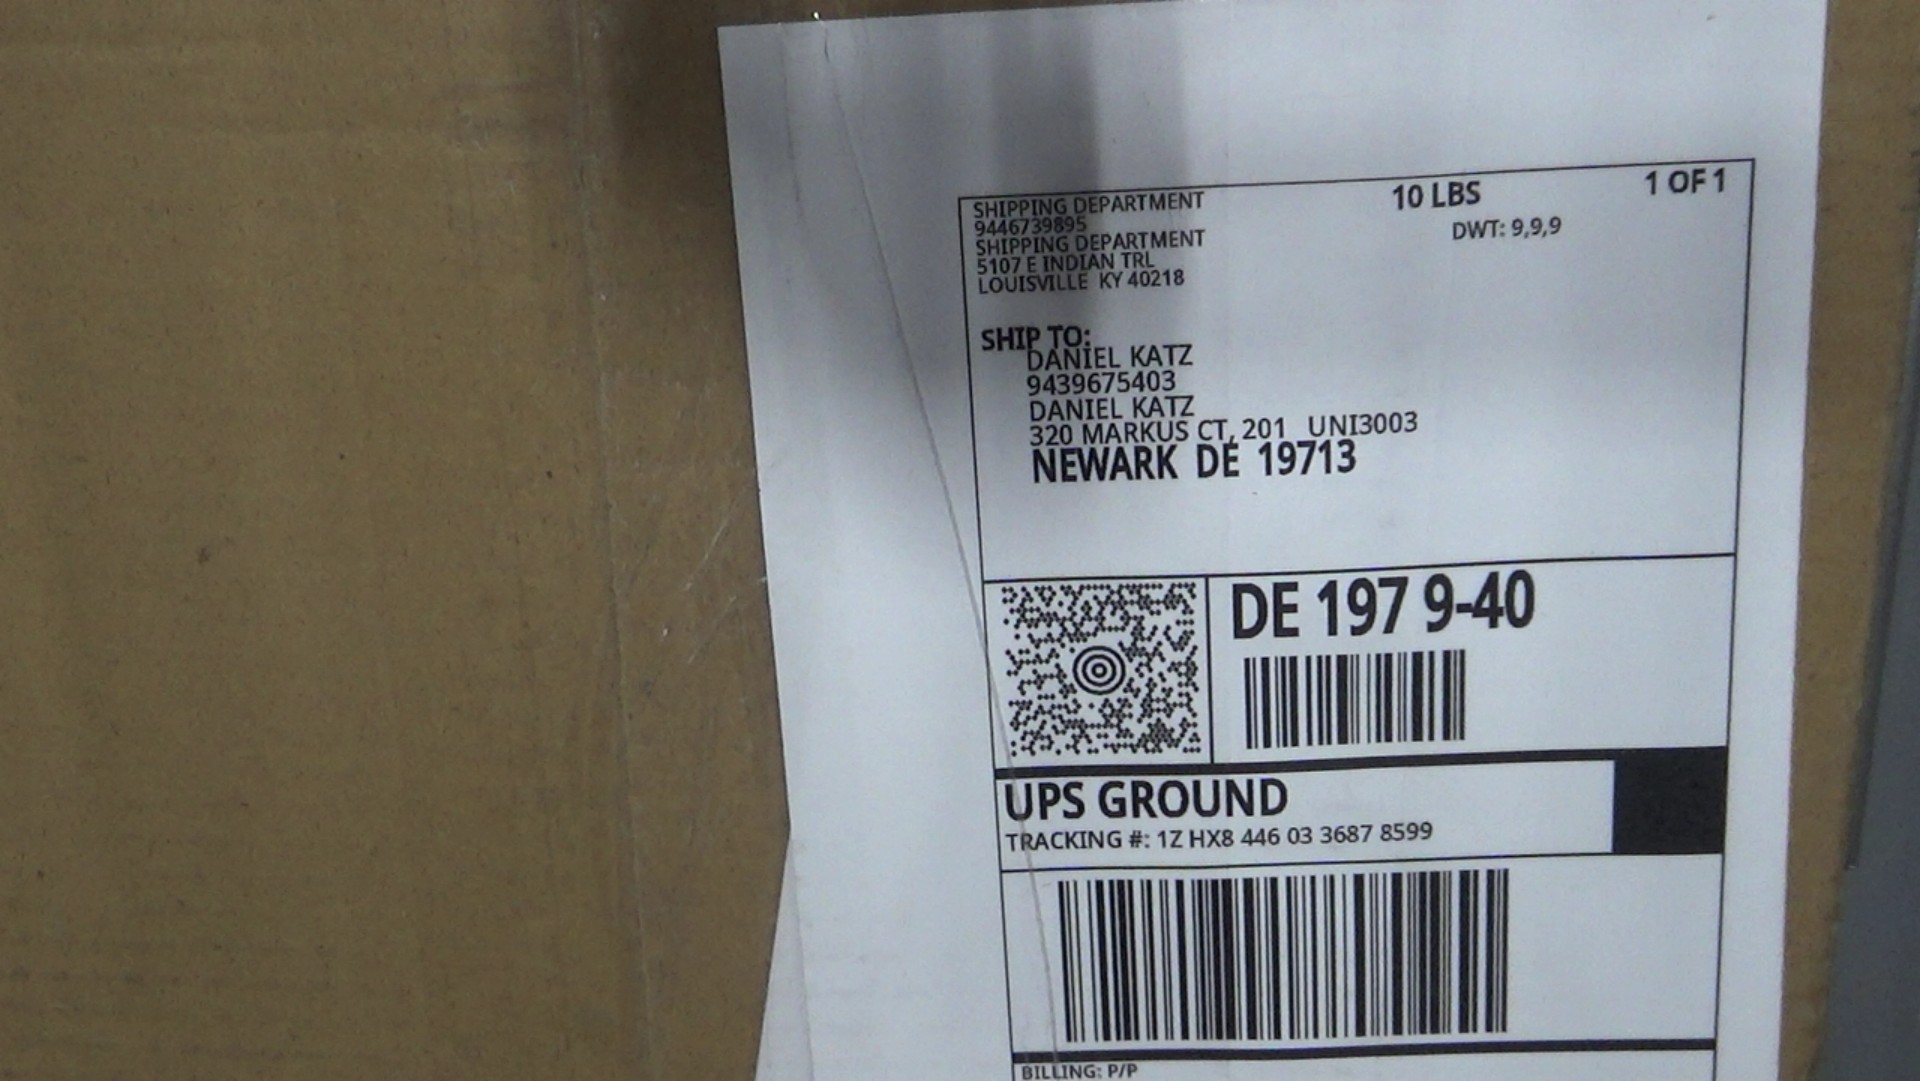 SHIPPING DEPARTMENT
9446739895
SHIPPING DEPARTMENT
5107 E INDIAN TRL
LOUISVILLE KY 40218
10 LBS
1 OF 1
DWT: 9,9,9
SHIP TO:
DANIEL KATZ
9439675403
DANIEL KATZ
320 MARKUS CT, 201 UNI3003
NEWARK DE 19713
DE 197 9-40
UPS GROUND
TRACKING #: 1Z HX8 446 03 3687 8599
BILLING: P/P